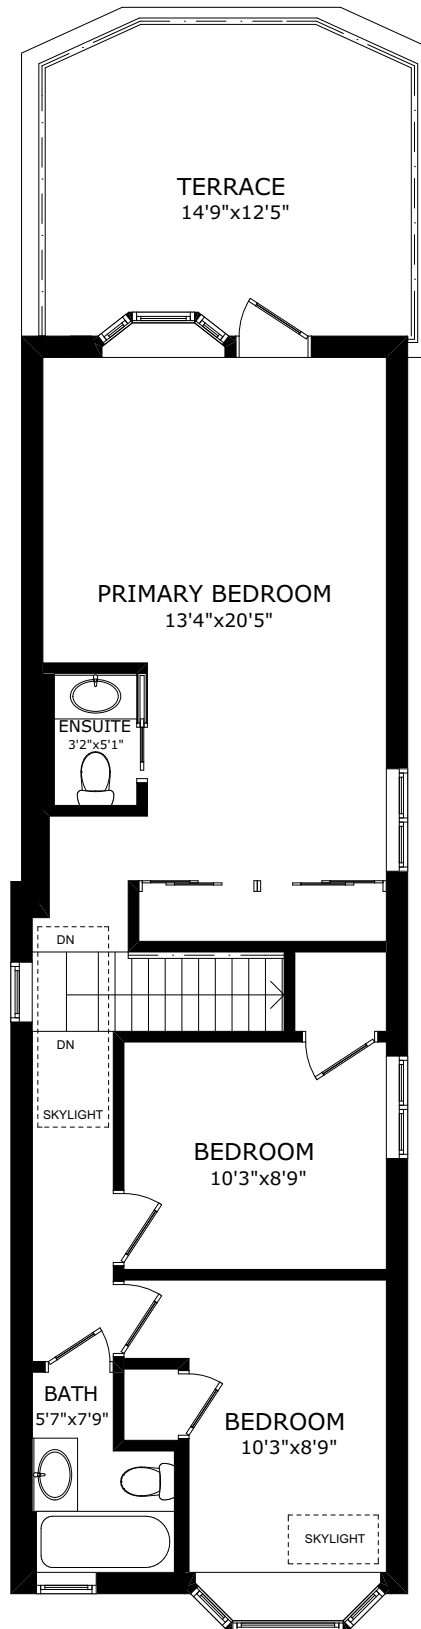 TERRACE
14'9"x12'5"
PRIMARY BEDROOM
13'4"x20'5"
ENSUITE
3'2"x5'1"
DN
DN
SKYLIGHT
BEDROOM
10'3"x8'9"
BATH
5'7"x7'9"
BEDROOM
10'3"x8'9"
SKYLIGHT